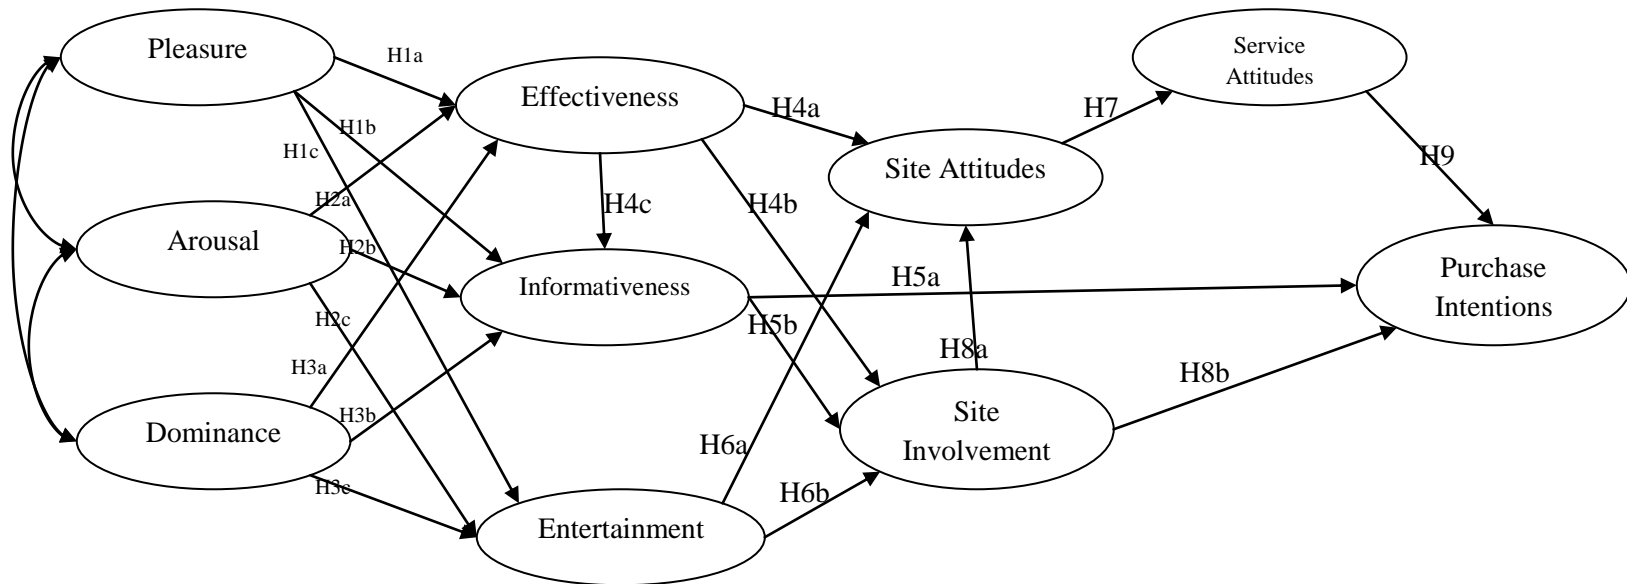 Pleasure
H1a
Service
Attitudes
Effectiveness
H4a
H7
H1b
H1c
H9
Site Attitudes
H2a
H4c
H4b
Arousal
H2b
Informativeness
H5a
Purchase
Intentions
H2c
H5b
H8a
H3a
H8b
Dominance
H3b
Site
Involvement
H6a
H3c
H6b
Entertainment